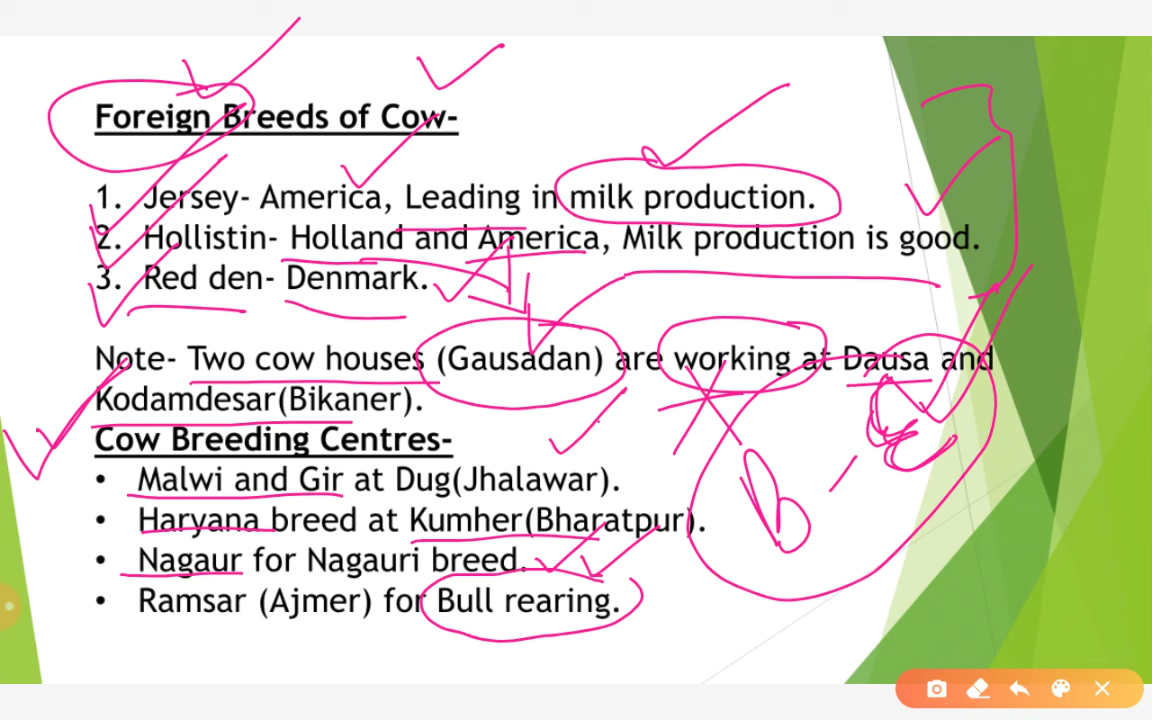 Foreign Breeds of Cow-
1. Jersey- America, Leading in milk production.
2. Hollistin- Holland and America, Milk production is good.
3. Red den- Denmark.
Note- Two cow houses (Gausadan) are working at Dausa and
Kodamdesar(Bikaner).
Cow Breeding Centres-
• Malwi and Gir at Dug(Jhalawar).
• Haryana breed at Kumher(Bharatpur).
• Nagaur for Nagauri breed.
• Ramsar (Ajmer) for Bull rearing.